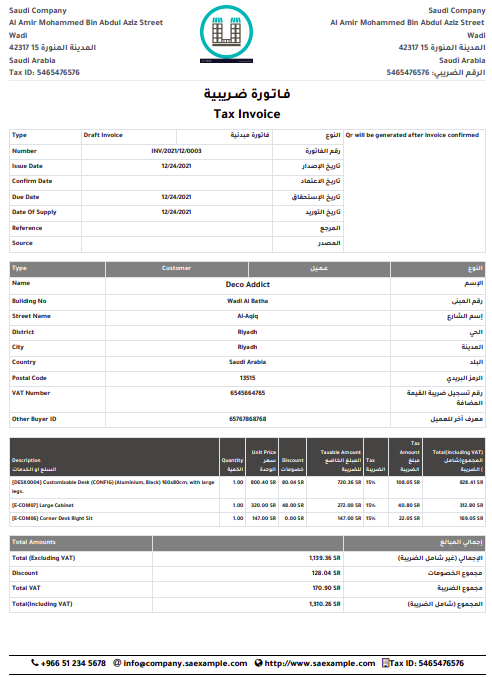 Saudi Company
Al Amir Mohammed Bin Abdul Aziz Street
Wadi
42317 15 المدينة المنورة
Saudi Arabia
Tax ID: 5465476576
Saudi Company
Al Amir Mohammed Bin Abdul Aziz Street
Wadi
42317 15 المدينة المنورة
Saudi Arabia
الرقم الضريبي: 5465476576
فاتورة ضريبية
Tax Invoice
Type Draft Invoice فاتورة مبدئية النوع Qr will be generated after invoice confirmed
Number INV/2021/12/0003 رقم الفاتورة
Issue Date 12/24/2021 تاريخ الإصدار
Confirm Date تاريخ الاعتماد
Due Date 12/24/2021 تاريخ الإستحقاق
Date Of Supply 12/24/2021 تاريخ التوريد
Reference المرجع
Source المصدر
Type Customer عميل النوع
Name Deco Addict الإسم
Building No Wadi Al Batha رقم المبنى
Street Name Al-Aqiq إسم الشارع
District Riyadh الحي
City Riyadh المدينة
Country Saudi Arabia البلد
Postal Code 13515 الرمز البريدي
VAT Number 6545664765 رقم تسجيل ضريبة القيمة المضافة
Other Buyer ID 65767868768 معرف آخر للعميل
Description السلع او الخدمات Quantity الكمية Unit Price سعر الوحدة Discount خصومات Taxable Amount المبلغ الخاضع للضريبة Tax الضريبة Tax Amount مبلغ الضريبة Total(Including VAT) المجموع(شامل الضريبة )
[DESK0004] Customizable Desk (CONFIG) (Aluminium, Black) 160x80cm, with large legs. 1.00 800.40 SR 80.04 SR 720.36 SR 15% 108.05 SR 828.41 SR
[E-COM07] Large Cabinet 1.00 320.00 SR 48.00 SR 272.00 SR 15% 40.80 SR 312.80 SR
[E-COM06] Corner Desk Right Sit 1.00 147.00 SR 0.00 SR 147.00 SR 15% 22.05 SR 169.05 SR
Total Amounts إجمالي المبالغ
Total (Excluding VAT) 1,139.36 SR الإجمالي (غير شامل الضريبة)
Discount 128.04 SR مجموع الخصومات
Total VAT 170.90 SR مجموع الضريبة
Total(Including VAT) 1,310.26 SR المجموع (شامل الضريبة)
+966 51 234 5678 info@company.saexample.com http://www.saexample.com Tax ID: 5465476576